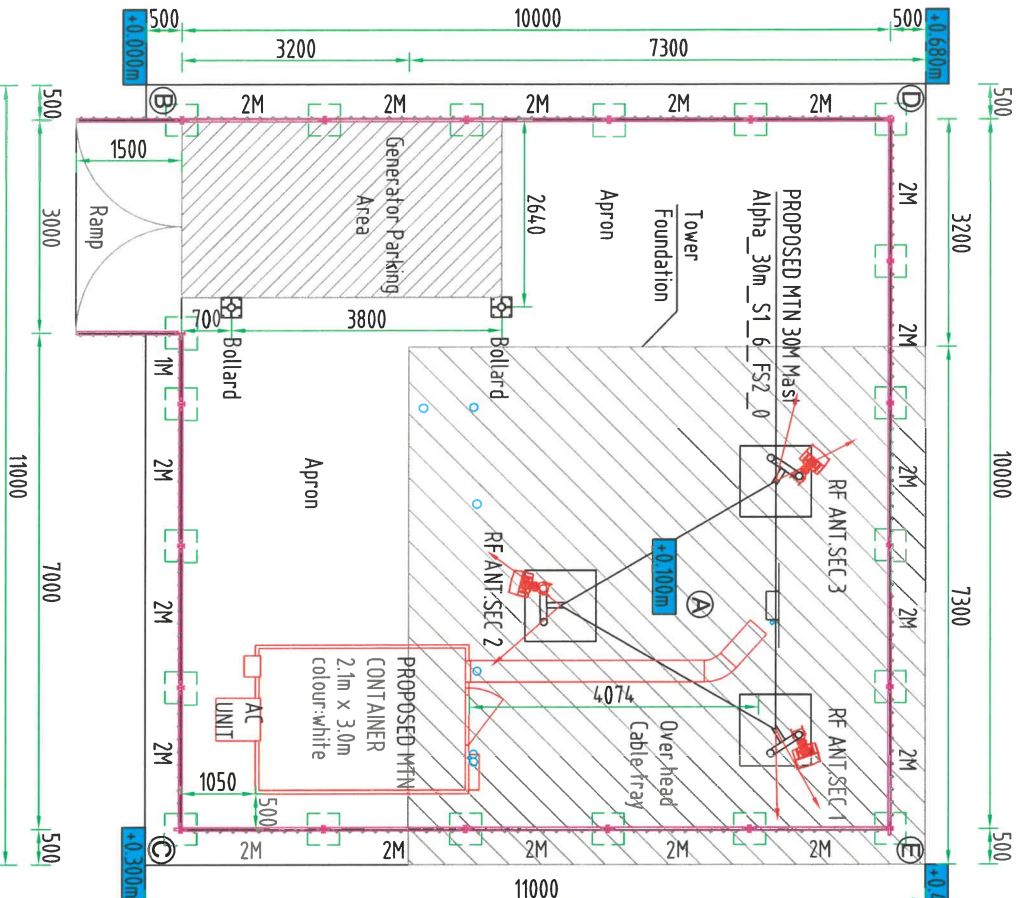 500
10000
500
3200
7300
+0.000m
+0.680m
B
2M
2M
2M
2M
2M
D
500
3000
7000
500
11000
500
3200
10000
7300
500
1500
Ramp
Generator Parking
Area
2640
Apron
Tower
Foundation
PROPOSED MTN 30M Mast
Alpha_30m_S1_6_FS2_0
700
3800
Bollard
Bollard
Apron
1M
2M
2M
2M
2M
2M
2M
2M
2M
RF ANT.SEC 3
RF ANT.SEC 2
RF ANT.SEC 1
+0.100m
A
4074
Over head
Cable tray
PROPOSED MTN
CONTAINER
2.1m x 3.0m
colour:white
AC
UNIT
1050
500
+0.300m
C
2M
2M
2M
2M
2M
E
11000